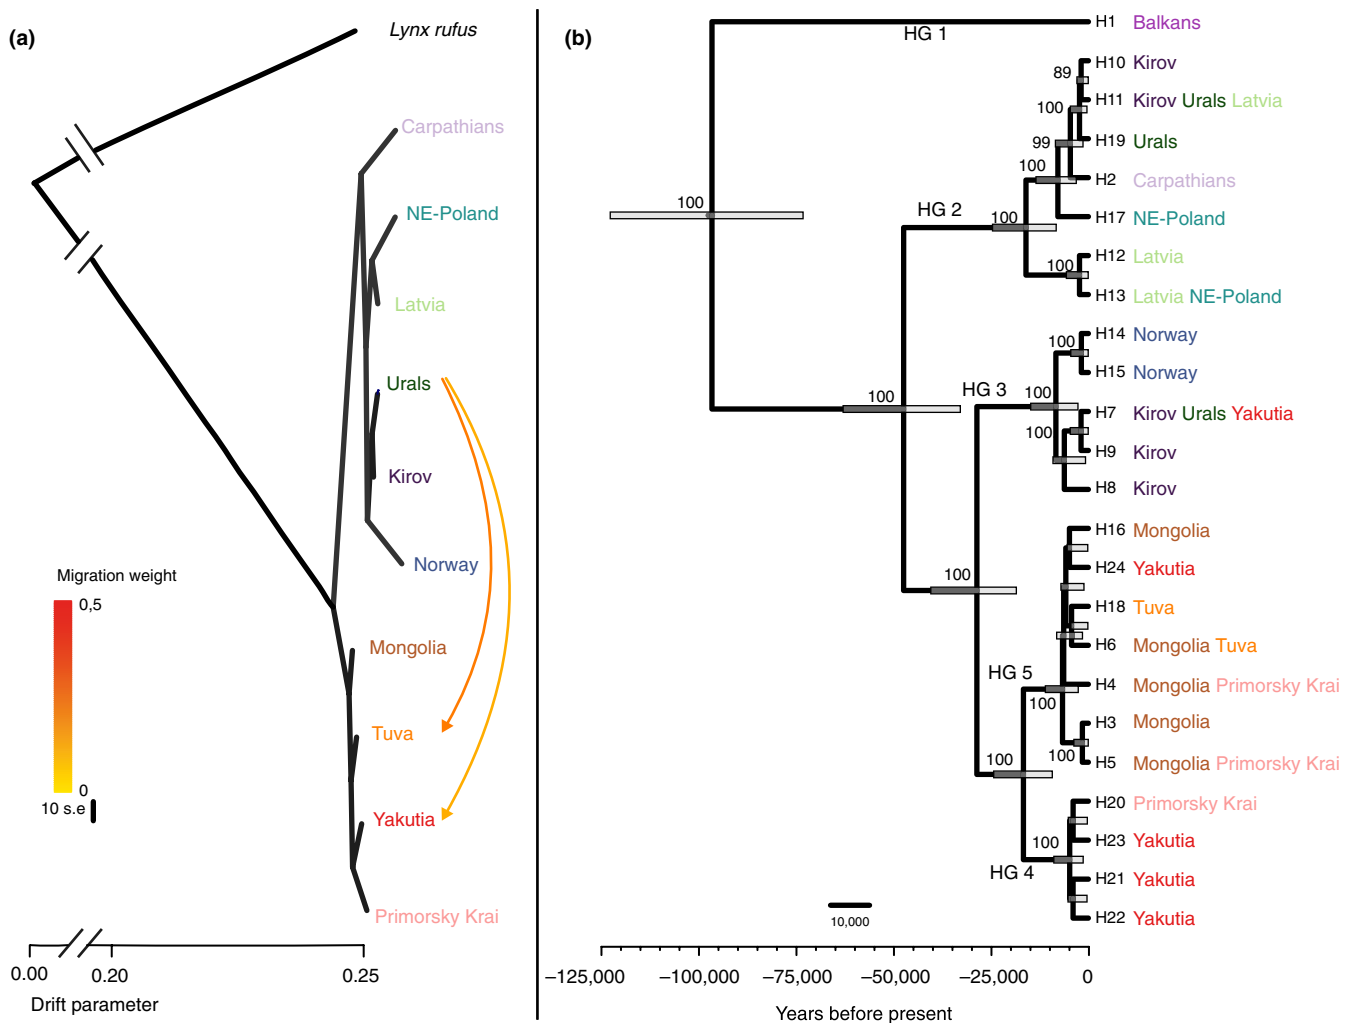 (a)
Lynx rufus
Carpathians
NE-Poland
Latvia
Urals
Kirov
Norway
Mongolia
Tuva
Yakutia
Primorsky Krai
Migration weight
0,5
0
10 s.e
0.00
0.20
0.25
Drift parameter
(b)
HG 1
HG 2
HG 3
HG 5
HG 4
100
100
100
100
100
99
100
89
100
100
100
100
100
100
100
100
H1 Balkans
H10 Kirov
H11 Kirov Urals Latvia
H19 Urals
H2 Carpathians
H17 NE-Poland
H12 Latvia
H13 Latvia NE-Poland
H14 Norway
H15 Norway
H7 Kirov Urals Yakutia
H9 Kirov
H8 Kirov
H16 Mongolia
H24 Yakutia
H18 Tuva
H6 Mongolia Tuva
H4 Mongolia Primorsky Krai
H3 Mongolia
H5 Mongolia Primorsky Krai
H20 Primorsky Krai
H23 Yakutia
H21 Yakutia
H22 Yakutia
10,000
−125,000 −100,000 −75,000 −50,000 −25,000 0
Years before present